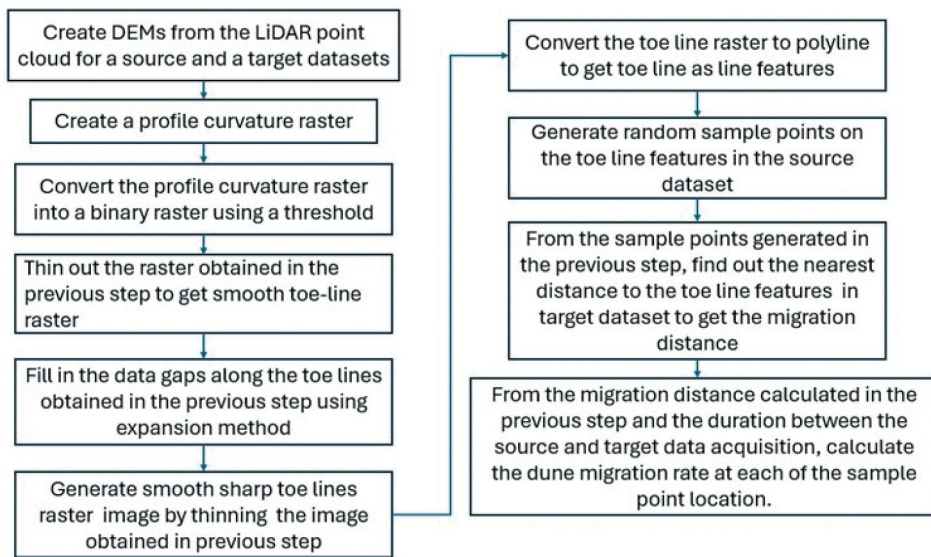 Create DEMs from the LiDAR point
cloud for a source and a target datasets
Create a profile curvature raster
Convert the profile curvature raster
into a binary raster using a threshold
Thin out the raster obtained in the
previous step to get smooth toe-line
raster
Fill in the data gaps along the toe lines
obtained in the previous step using
expansion method
Generate smooth sharp toe lines
raster image by thinning the image
obtained in previous step
Convert the toe line raster to polyline
to get toe line as line features
Generate random sample points on
the toe line features in the source
dataset
From the sample points generated in
the previous step, find out the nearest
distance to the toe line features in
target dataset to get the migration
distance
From the migration distance calculated in the
previous step and the duration between the
source and target data acquisition, calculate
the dune migration rate at each of the sample
point location.